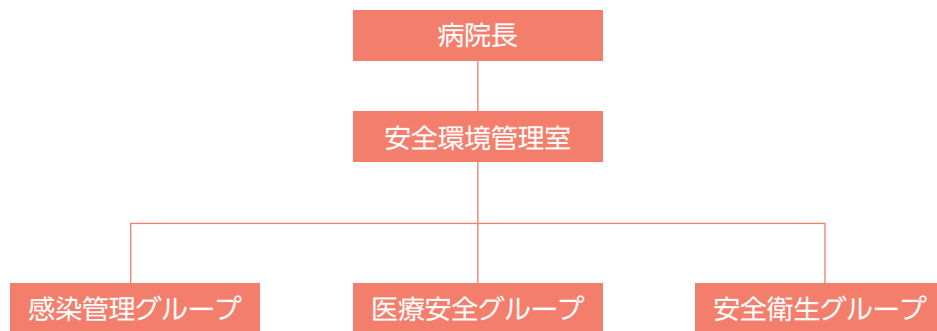 病院長
安全環境管理室
感染管理グループ
医療安全グループ
安全衛生グループ